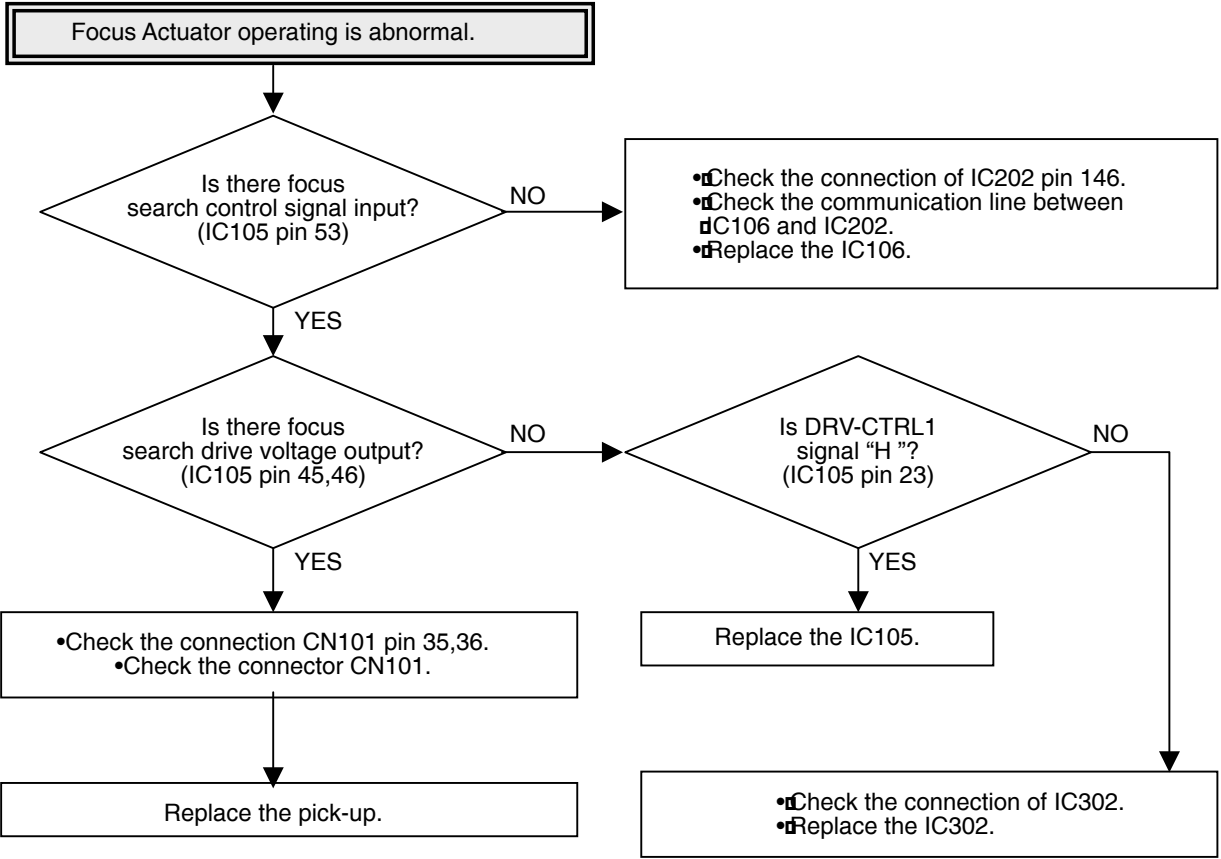 Focus Actuator operating is abnormal.
Is there focus
search control signal input?
(IC105 pin 53)
NO
•Check the connection of IC202 pin 146.
•Check the communication line between
IC106 and IC202.
•Replace the IC106.
YES
Is there focus
search drive voltage output?
(IC105 pin 45,46)
NO
Is DRV-CTRL1
signal “H ”?
(IC105 pin 23)
NO
YES
YES
•Check the connection CN101 pin 35,36.
•Check the connector CN101.
Replace the IC105.
Replace the pick-up.
•Check the connection of IC302.
•Replace the IC302.